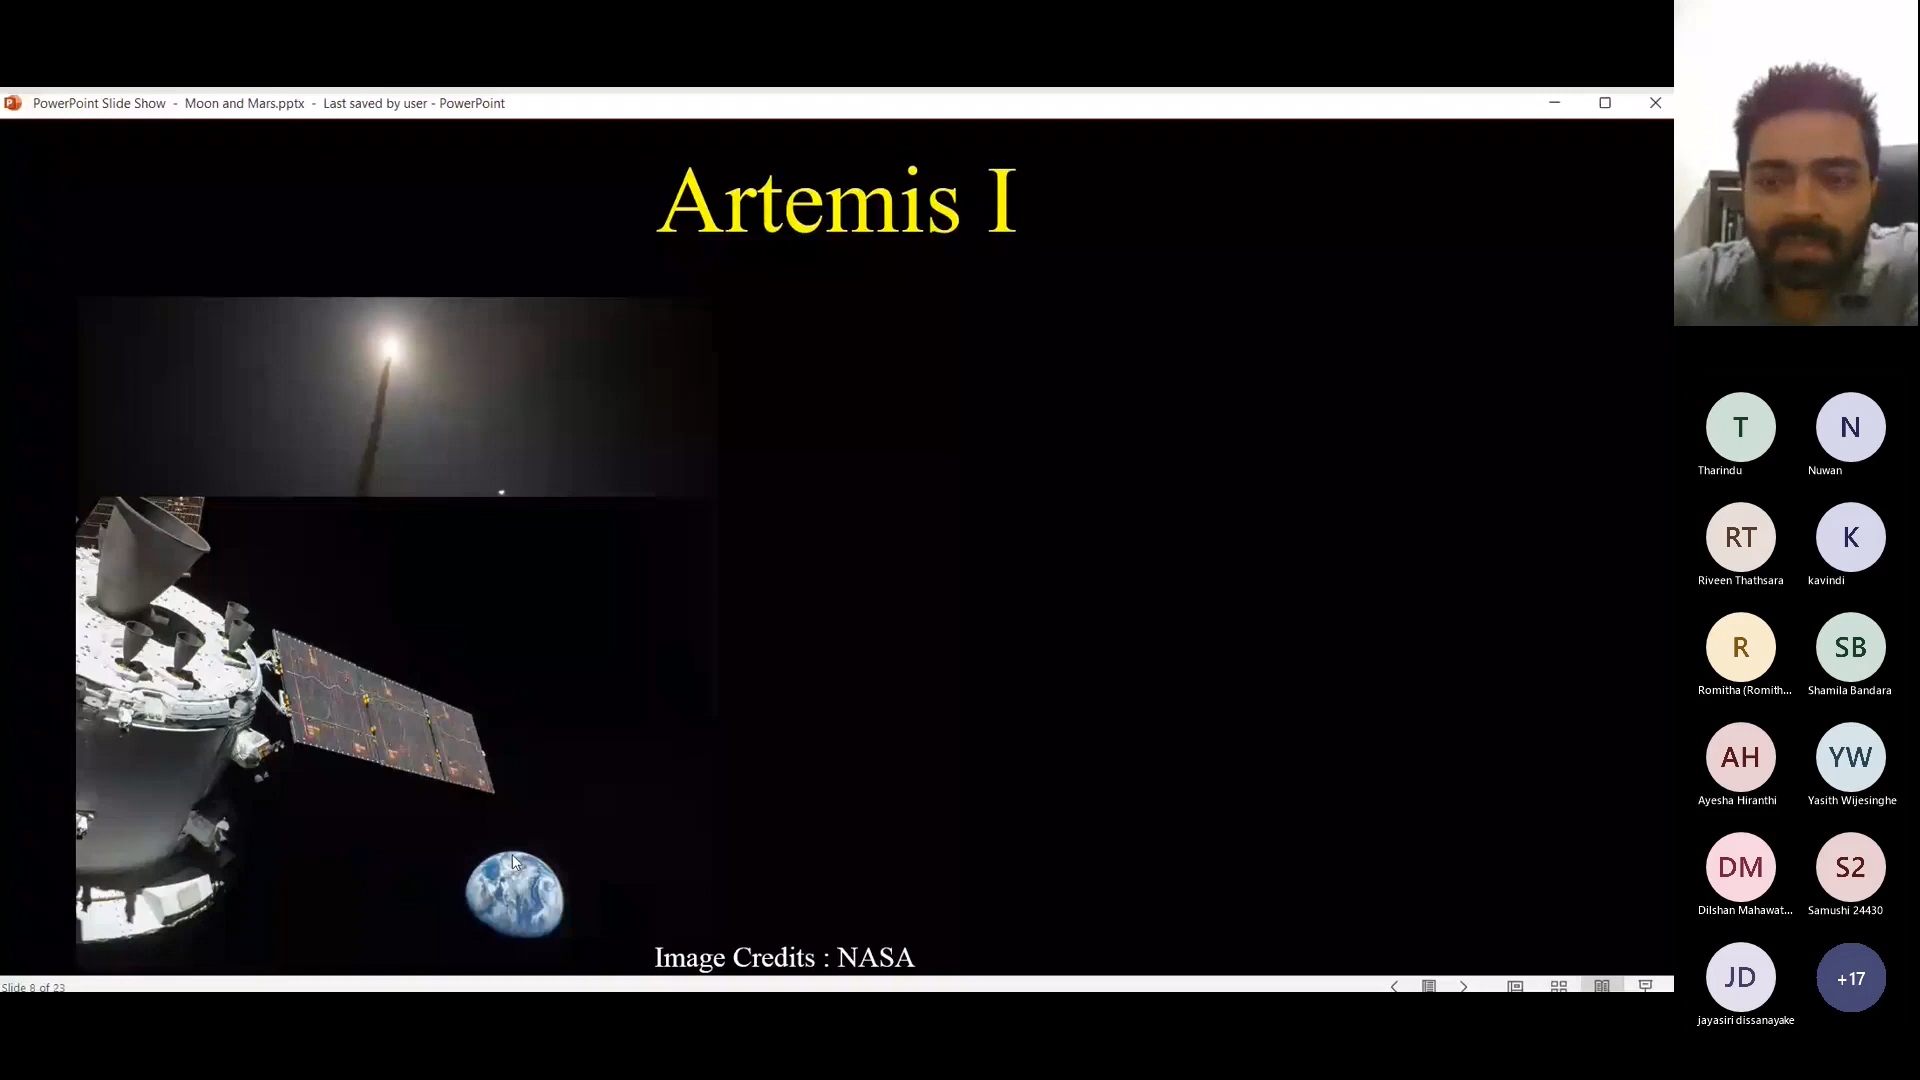 PowerPoint Slide Show - Moon and Mars.pptx - Last saved by user - PowerPoint
Artemis I
Image Credits : NASA
Slide 8 of 23
T
Tharindu
N
Nuwan
RT
Riveen Thathsara
K
kavindi
R
Romitha (Romith...
SB
Shamila Bandara
AH
Ayesha Hiranthi
YW
Yasith Wijesinghe
DM
Dilshan Mahawat...
S2
Samushi 24430
JD
jayasiri dissanayake
+17